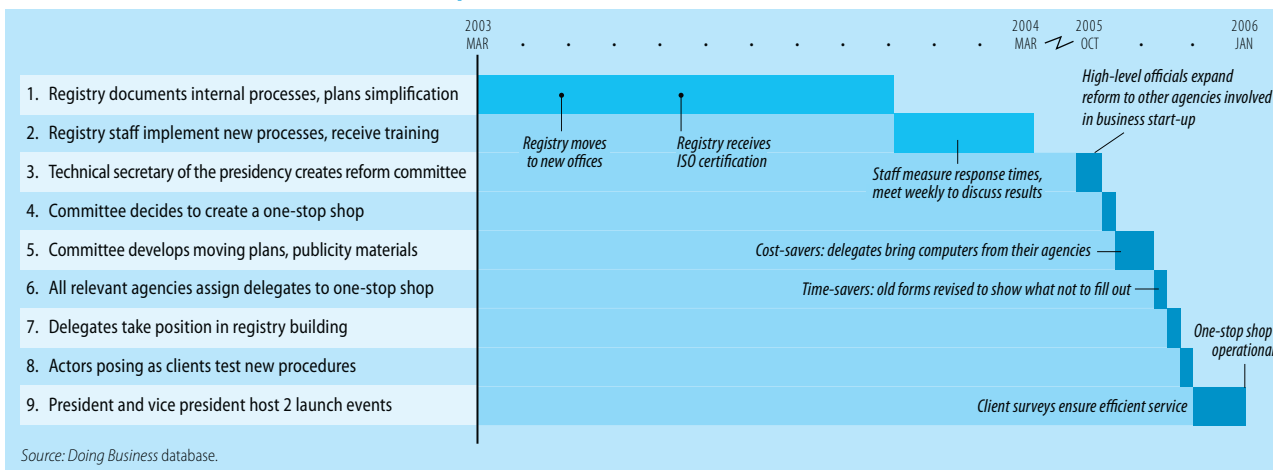 2003
MAR
2004
MAR
2005
OCT
2006
JAN
1. Registry documents internal processes, plans simplification
2. Registry staff implement new processes, receive training
3. Technical secretary of the presidency creates reform committee
4. Committee decides to create a one-stop shop
5. Committee develops moving plans, publicity materials
6. All relevant agencies assign delegates to one-stop shop
7. Delegates take position in registry building
8. Actors posing as clients test new procedures
9. President and vice president host 2 launch events
Registry moves
to new offices
Registry receives
ISO certification
Staff measure response times,
meet weekly to discuss results
High-level officials expand
reform to other agencies involved
in business start-up
Cost-savers: delegates bring computers from their agencies
Time-savers: old forms revised to show what not to fill out
One-stop shop
operational
Client surveys ensure efficient service
Source: Doing Business database.